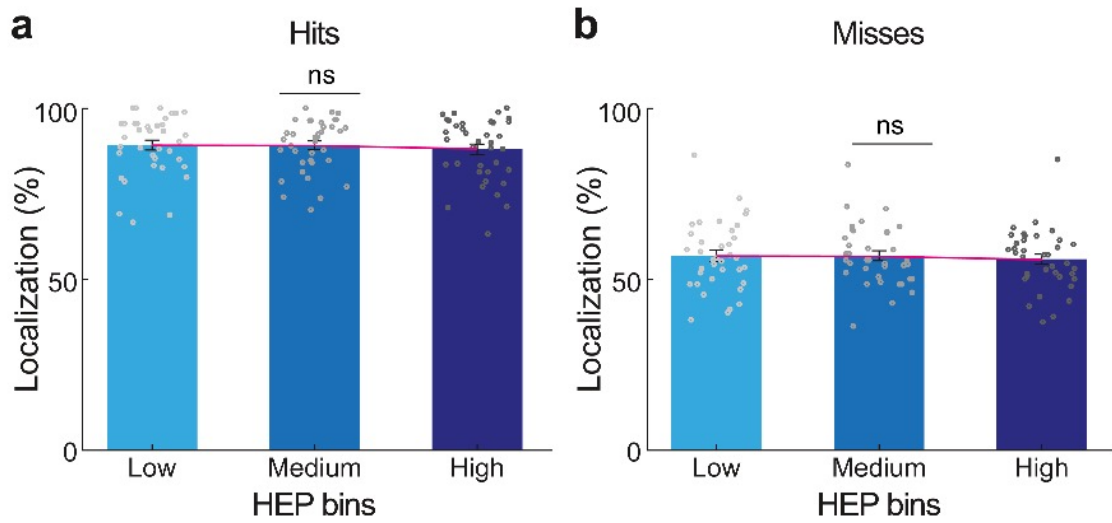 a
Hits
ns
100
50
0
Localization (%)
Low
Medium
High
HEP bins
b
Misses
ns
100
50
0
Localization (%)
Low
Medium
High
HEP bins